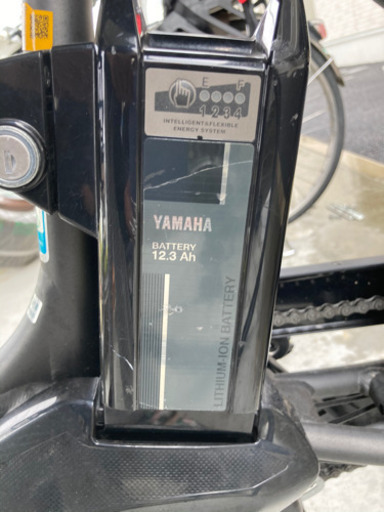 E F
1 2 3 4
INTELLIGENT&FLEXIBLE
ENERGY SYSTEM
YAMAHA
BATTERY
12.3 Ah
LITHIUM-ION BATTERY